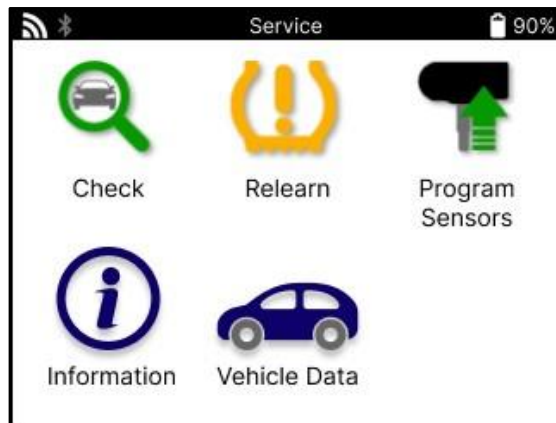 Service
90%
Check
Relearn
Program
Sensors
Information
Vehicle Data